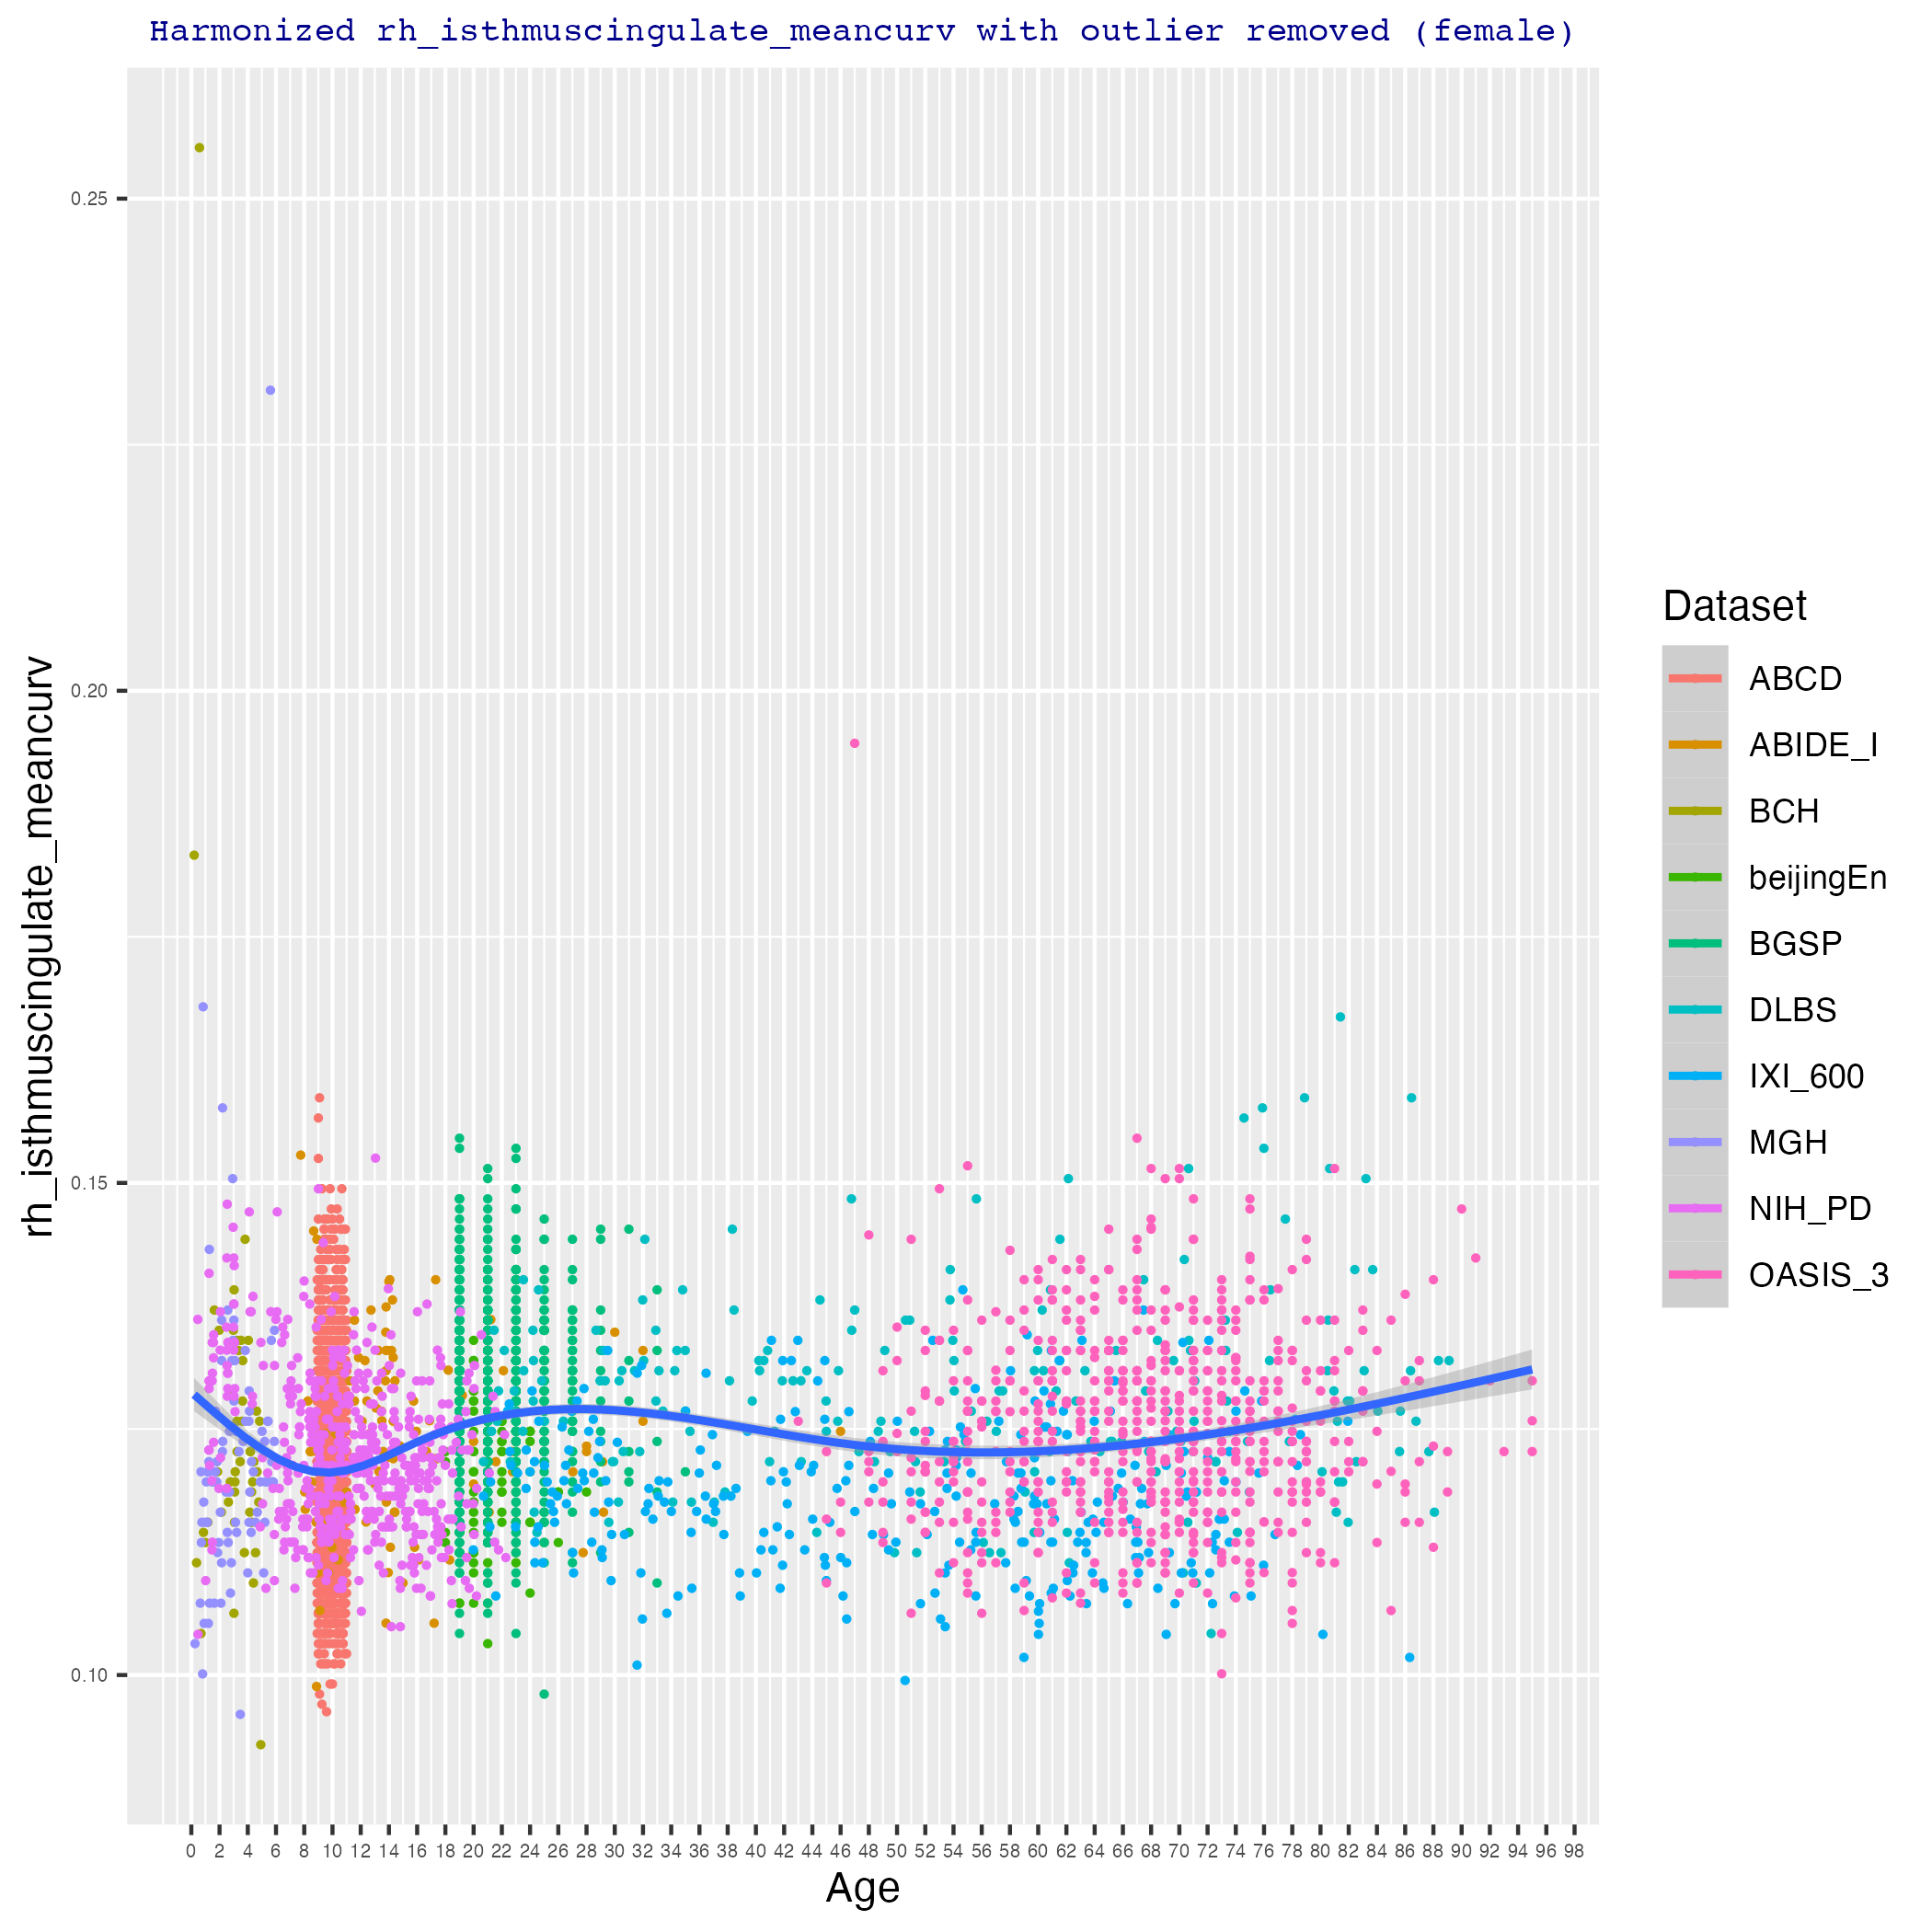 Harmonized rh_isthmuscingulate_meancurv with outlier removed (female)
rh_isthmuscingulate_meancurv
0.25
0.20
0.15
0.10
0 2 4 6 8 10 12 14 16 18 20 22 24 26 28 30 32 34 36 38 40 42 44 46 48 50 52 54 56 58 60 62 64 66 68 70 72 74 76 78 80 82 84 86 88 90 92 94 96 98
Age
Dataset
ABCD
ABIDE_I
BCH
beijingEn
BGSP
DLBS
IXI_600
MGH
NIH_PD
OASIS_3